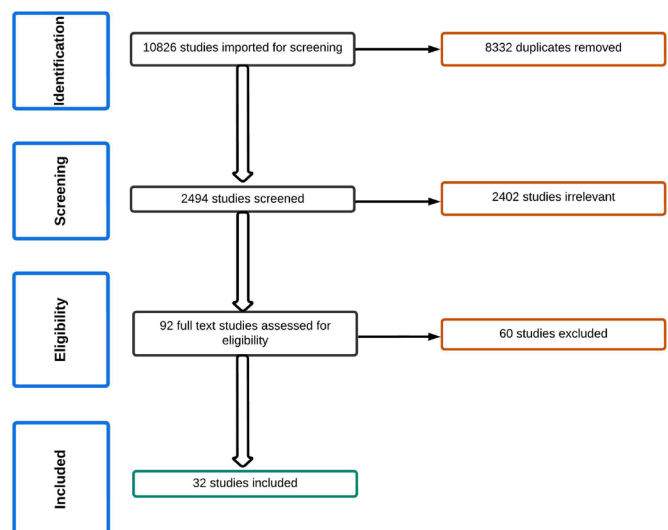 Identification
10826 studies imported for screening
8332 duplicates removed
Screening
2494 studies screened
2402 studies irrelevant
Eligibility
92 full text studies assessed for
eligibility
60 studies excluded
Included
32 studies included